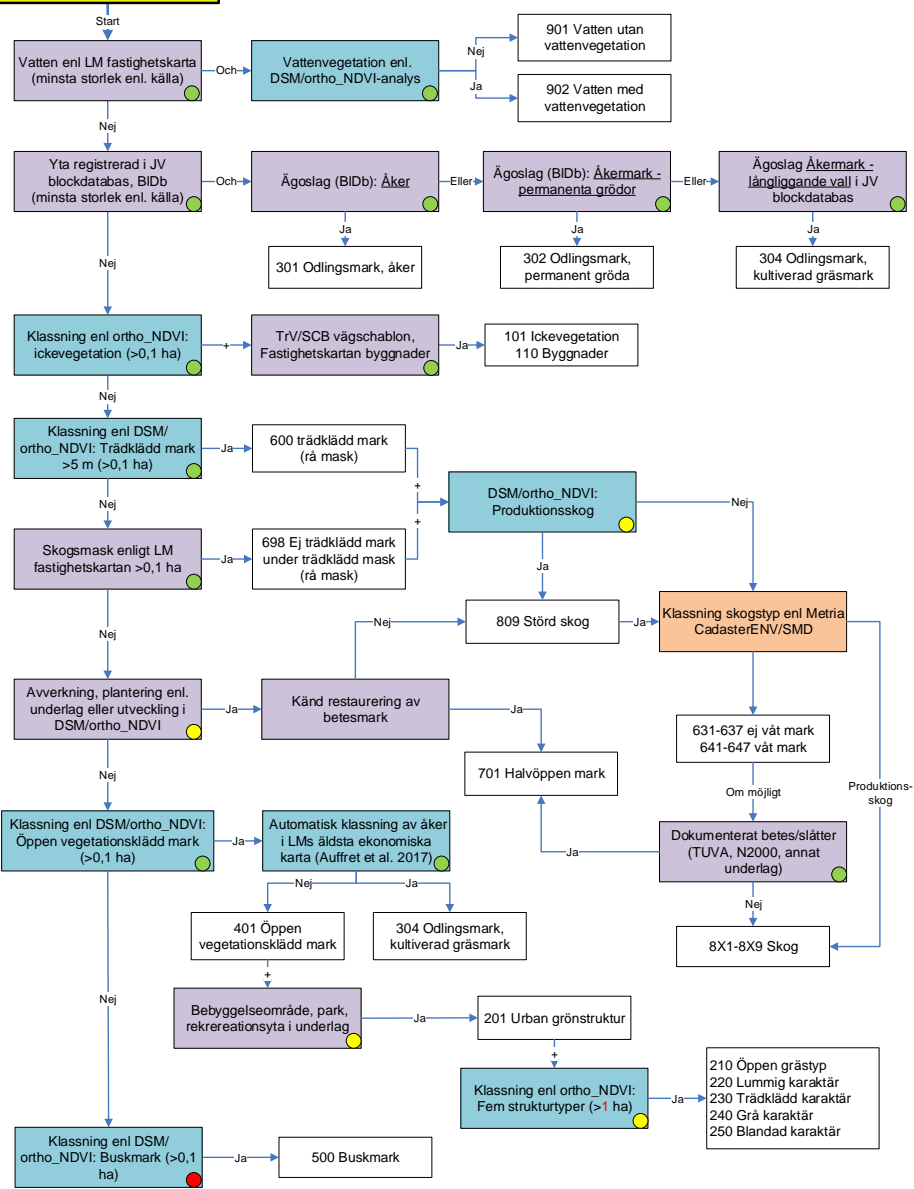 Start
Vatten enl LM fastighetskarta
(minsta storlek enl. källa)
Och
Vattenvegetation enl.
DSM/ortho_NDVI-analys
Nej
Ja
901 Vatten utan
vattenvegetation
902 Vatten med
vattenvegetation
Nej
Yta registrerad i JV
blockdatabas, BlDb
(minsta storlek enl. källa)
Och
Ägoslag (BlDb): Åker
Eller
Ägoslag (BlDb): Åkermark -
permanenta grödor
Eller
Ägoslag Åkermark -
långliggande vall i JV
blockdatabas
Ja
Ja
Ja
301 Odlingsmark, åker
302 Odlingsmark,
permanent gröda
304 Odlingsmark,
kultiverad gräsmark
Nej
Klassning enl ortho_NDVI:
ickevegetation (>0,1 ha)
+
TrV/SCB vägschablon,
Fastighetskartan byggnader
Ja
101 Ickevegetation
110 Byggnader
Nej
Klassning enl DSM/
ortho_NDVI: Trädklädd mark
>5 m (>0,1 ha)
Ja
600 trädklädd mark
(rå mask)
+
+
DSM/ortho_NDVI:
Produktionsskog
Nej
Nej
Skogsmask enligt LM
fastighetskartan >0,1 ha
Ja
698 Ej trädklädd mark
under trädklädd mask
(rå mask)
Ja
809 Störd skog
Ja
Klassning skogstyp enl Metria
CadasterENV/SMD
Nej
Nej
Avverkning, plantering enl.
underlag eller utveckling i
DSM/ortho_NDVI
Ja
Känd restaurering av
betesmark
Ja
701 Halvöppen mark
631-637 ej våt mark
641-647 våt mark
Om möjligt
Produktions-
skog
Nej
Klassning enl DSM/ortho_NDVI:
Öppen vegetationsklädd mark
(>0,1 ha)
Ja
Automatisk klassning av åker
i LMs äldsta ekonomiska
karta (Auffret et al. 2017)
Ja
Dokumenterat betes/slåtter
(TUVA, N2000, annat
underlag)
Nej
Ja
Nej
401 Öppen
vegetationsklädd mark
304 Odlingsmark,
kultiverad gräsmark
8X1-8X9 Skog
+
Nej
Bebyggelseområde, park,
rekrereationsyta i underlag
Ja
201 Urban grönstruktur
+
Klassning enl ortho_NDVI:
Fem strukturtyper (>1 ha)
Ja
210 Öppen grästyp
220 Lummig karaktär
230 Trädklädd karaktär
240 Grå karaktär
250 Blandad karaktär
Klassning enl DSM/
ortho_NDVI: Buskmark (>0,1
ha)
Ja
500 Buskmark